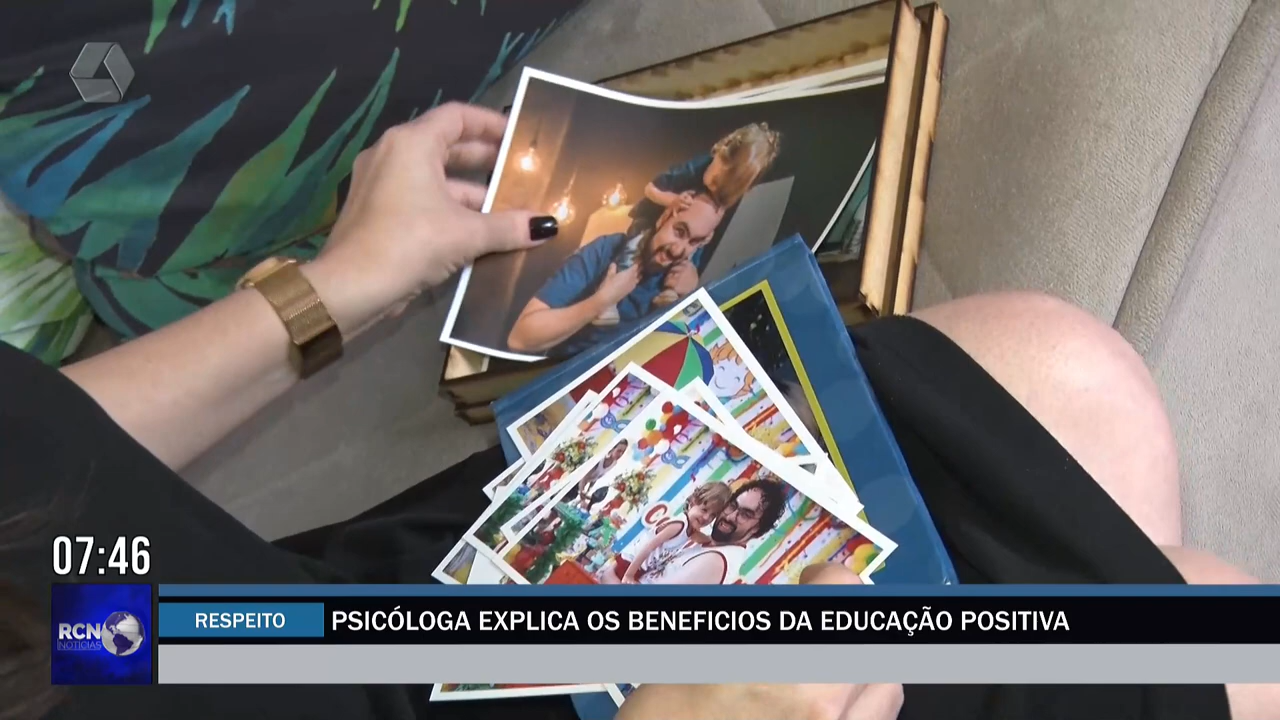 07:46
RCN
NOTÍCIAS
RESPEITO
PSICÓLOGA EXPLICA OS BENEFICIOS DA EDUCAÇÃO POSITIVA